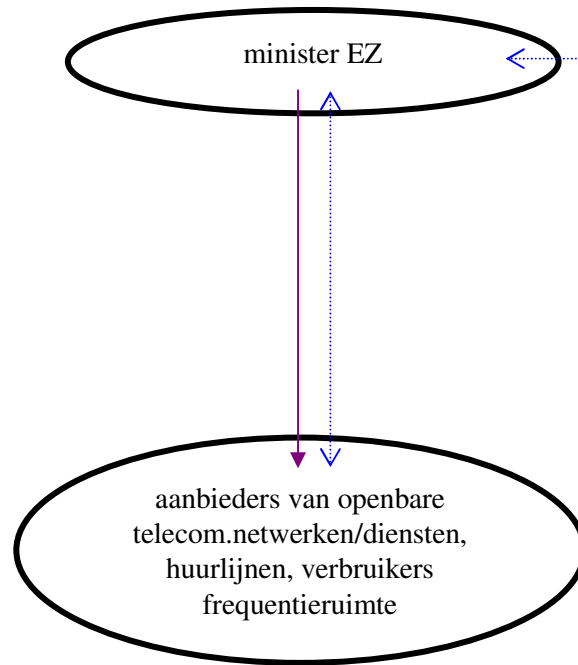 minister EZ
aanbieders van openbare
telecom.netwerken/diensten,
huurlijnen, verbruikers
frequentieruimte